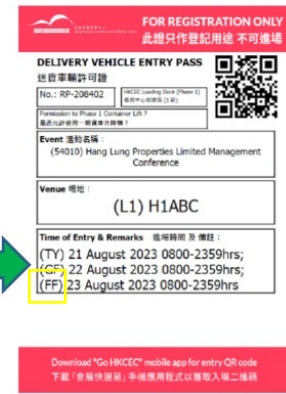 FOR REGISTRATION ONLY
此證只作登記用途 不可進場
DELIVERY VEHICLE ENTRY PASS
送貨車輛許可證
No.: RP-208402
HKCEC Loading Dock (Phase 1)
Permission to Phase 1 Container Lift ?
Event 活動名稱 :
(54010) Hang Lung Properties Limited Management
Conference
Venue 場地 :
(L1) H1ABC
Time of Entry & Remarks 進場時間 及 備註 :
(TY) 21 August 2023 0800-2359hrs;
(GF) 22 August 2023 0800-2359hrs;
(FF) 23 August 2023 0800-2359hrs
Download "Go HKCEC" mobile app for entry QR code
下載「會展快應易」手機應用程式以獲取入場二維碼